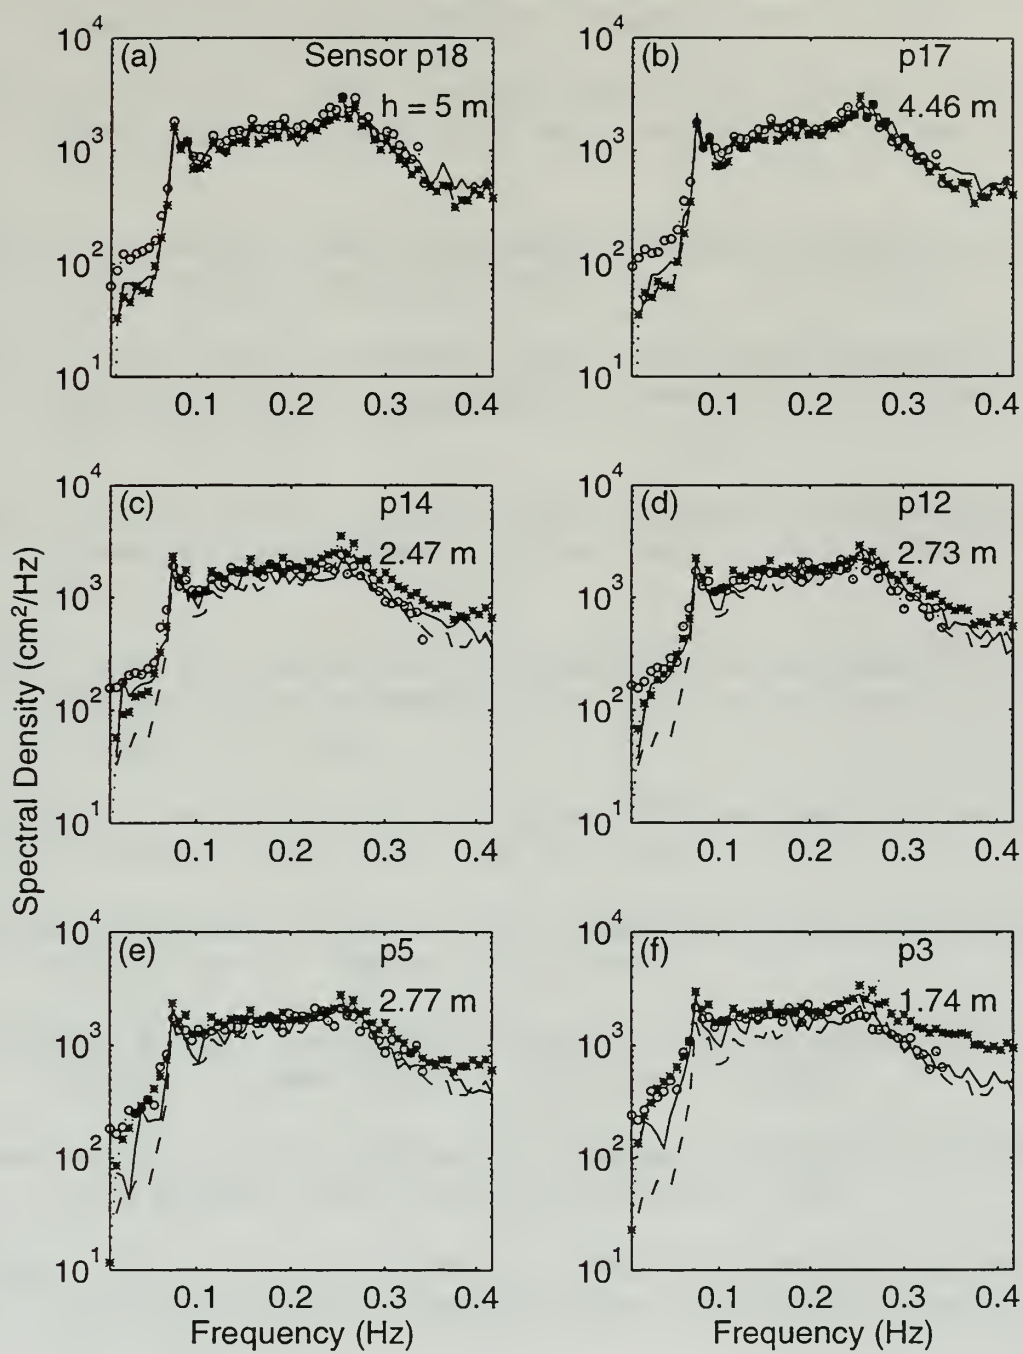 (a) Sensor p18
h = 5 m
10^4
10^3
10^2
10^1
0.1 0.2 0.3 0.4
(b) p17
4.46 m
10^4
10^3
10^2
10^1
0.1 0.2 0.3 0.4
(c) p14
2.47 m
10^4
10^3
10^2
10^1
0.1 0.2 0.3 0.4
(d) p12
2.73 m
10^4
10^3
10^2
10^1
0.1 0.2 0.3 0.4
Spectral Density (cm²/Hz)
(e) p5
2.77 m
10^4
10^3
10^2
10^1
0.1 0.2 0.3 0.4
Frequency (Hz)
(f) p3
1.74 m
10^4
10^3
10^2
10^1
0.1 0.2 0.3 0.4
Frequency (Hz)